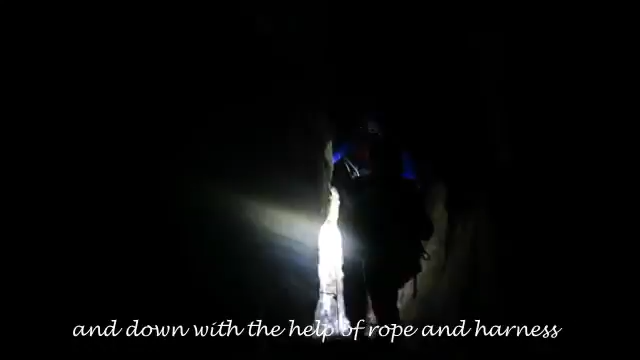 and down with the help of rope and harness